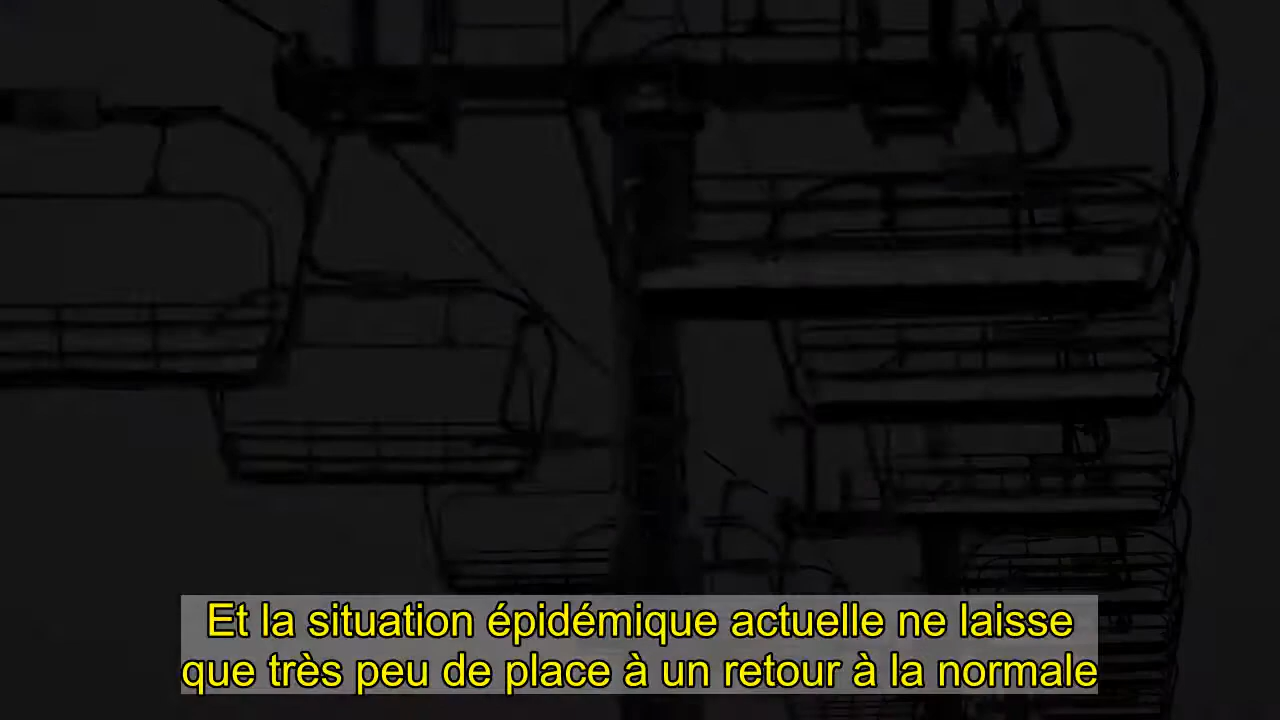 Et la situation épidémique actuelle ne laisse
que très peu de place à un retour à la normale